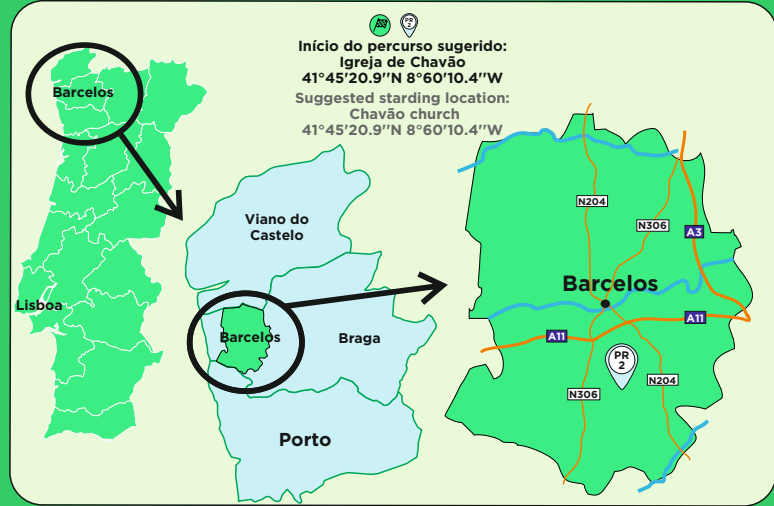 PR
2
Início do percurso sugerido:
Igreja de Chavão
41°45'20.9''N 8°60'10.4''W
Suggested starding location:
Chavão church
41°45'20.9''N 8°60'10.4''W
Barcelos
Lisboa
Viano do
Castelo
Barcelos
Braga
Porto
N204
N306
A3
Barcelos
A11
A11
PR
2
N306
N204